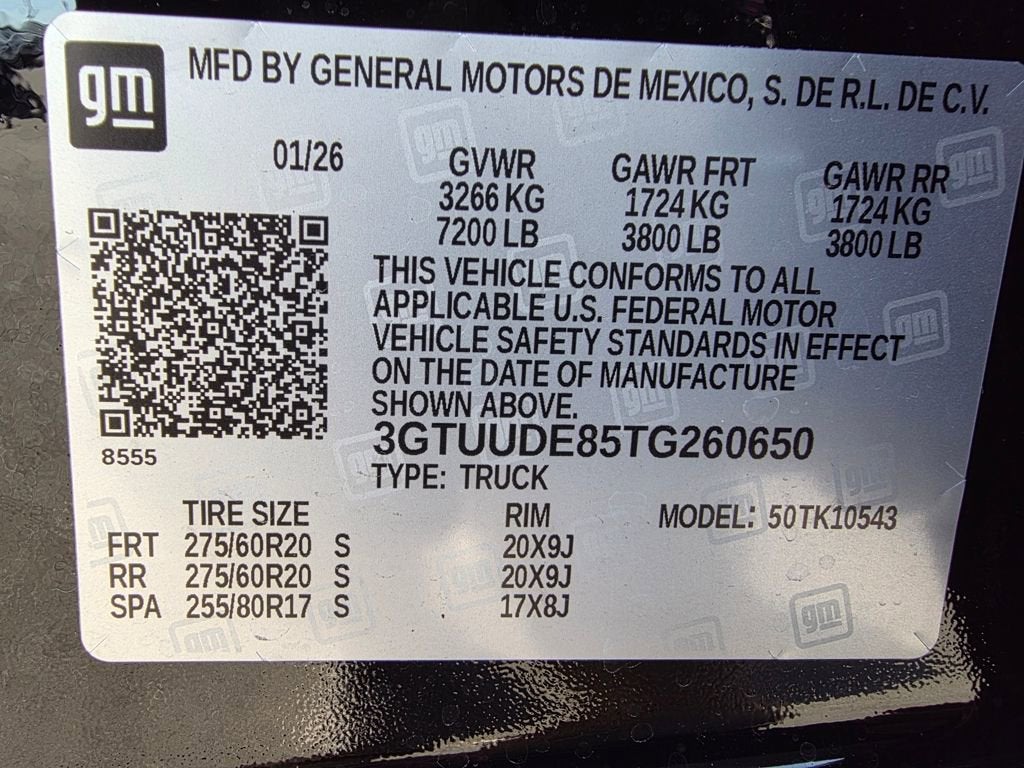 gm
MFD BY GENERAL MOTORS DE MEXICO, S. DE R.L. DE C.V.
01/26
GVWR GAWR FRT GAWR RR
3266 KG 1724 KG 1724 KG
7200 LB 3800 LB 3800 LB
THIS VEHICLE CONFORMS TO ALL
APPLICABLE U.S. FEDERAL MOTOR
VEHICLE SAFETY STANDARDS IN EFFECT
ON THE DATE OF MANUFACTURE
SHOWN ABOVE.
3GTUUDE85TG260650
8555
TYPE: TRUCK
TIRE SIZE RIM MODEL: 50TK10543
FRT 275/60R20 S 20X9J
RR 275/60R20 S 20X9J
SPA 255/80R17 S 17X8J